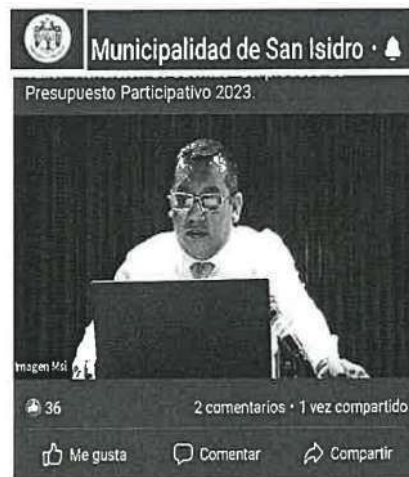 Municipalidad de San Isidro ·
Presupuesto Participativo 2023.
Imagen Msi
36
2 comentarios · 1 vez compartido
Me gusta
Comentar
Compartir